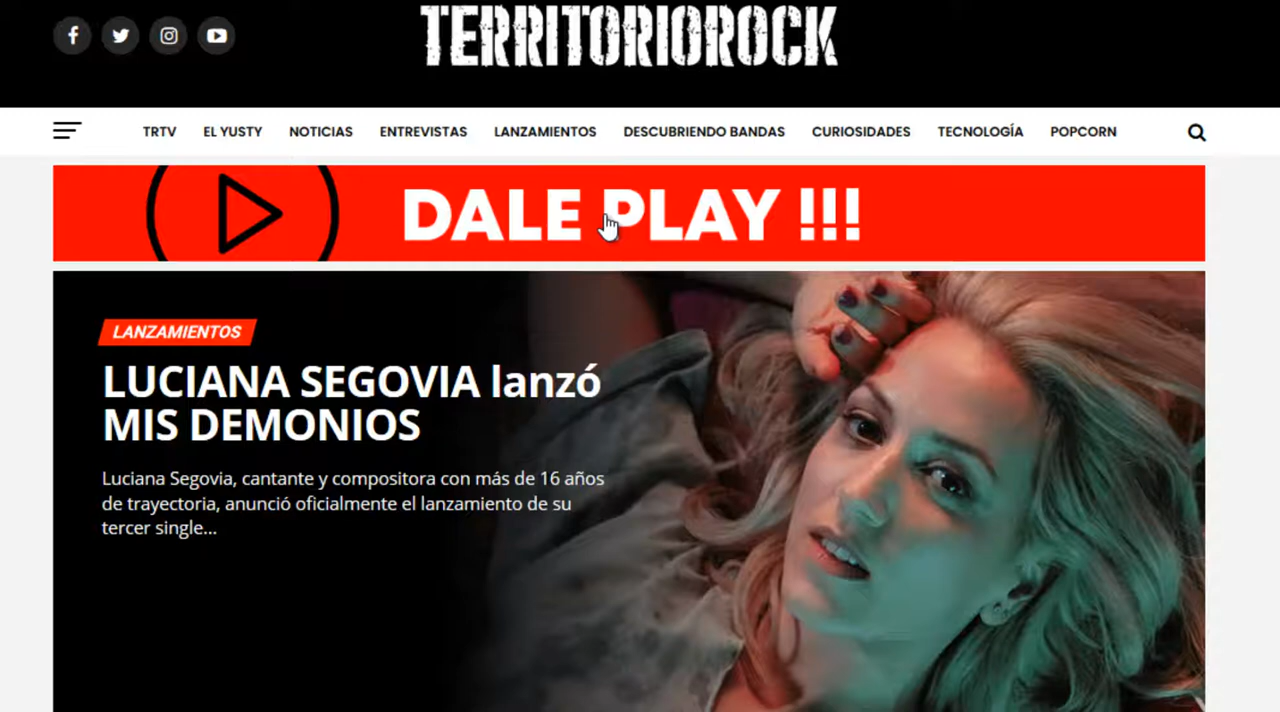 TERRITORIOROCK
TRTV EL YUSTY NOTICIAS ENTREVISTAS LANZAMIENTOS DESCUBRIENDO BANDAS CURIOSIDADES TECNOLOGÍA POPCORN
DALE PLAY !!!
LANZAMIENTOS
LUCIANA SEGOVIA lanzó
MIS DEMONIOS
Luciana Segovia, cantante y compositora con más de 16 años
de trayectoria, anunció oficialmente el lanzamiento de su
tercer single...